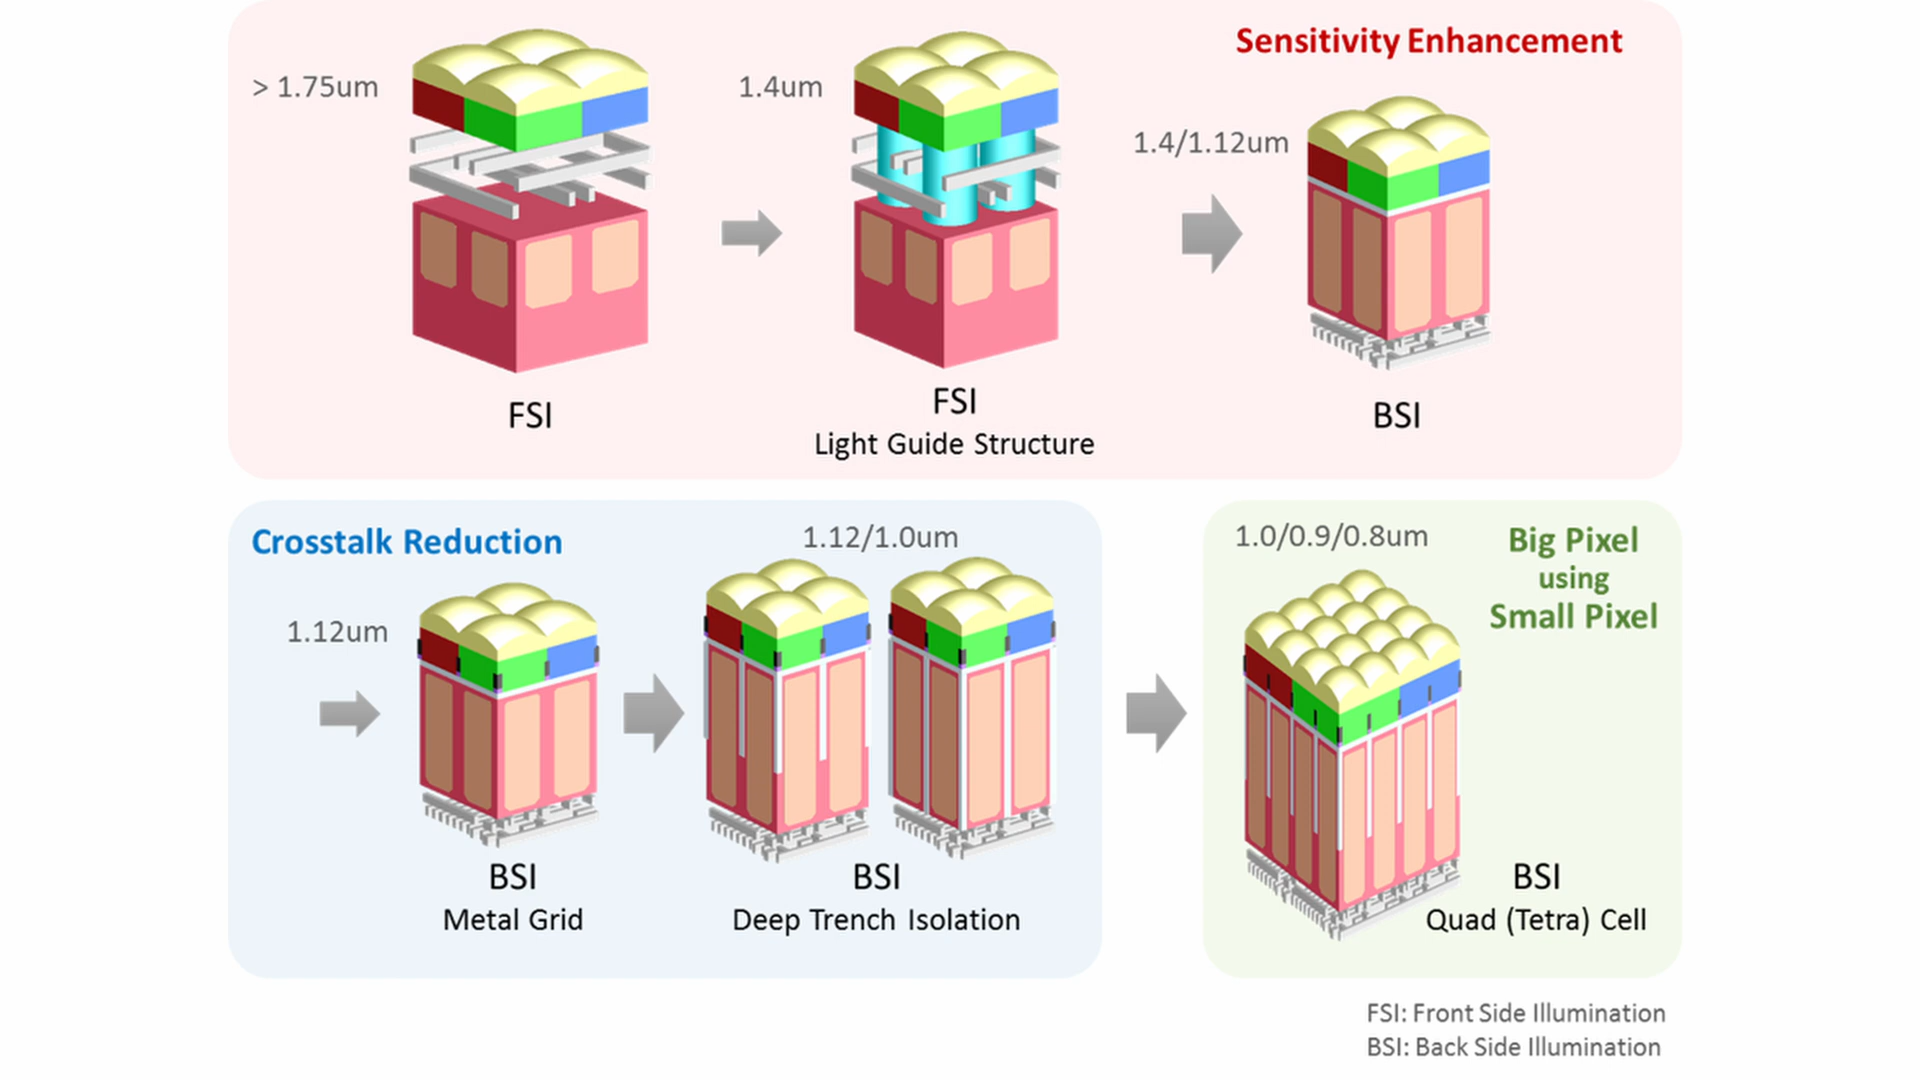 Sensitivity Enhancement
> 1.75um
1.4um
1.4/1.12um
FSI
FSI
Light Guide Structure
BSI
Crosstalk Reduction
1.12um
1.12/1.0um
BSI
Metal Grid
BSI
Deep Trench Isolation
1.0/0.9/0.8um
Big Pixel
using
Small Pixel
BSI
Quad (Tetra) Cell
FSI: Front Side Illumination
BSI: Back Side Illumination